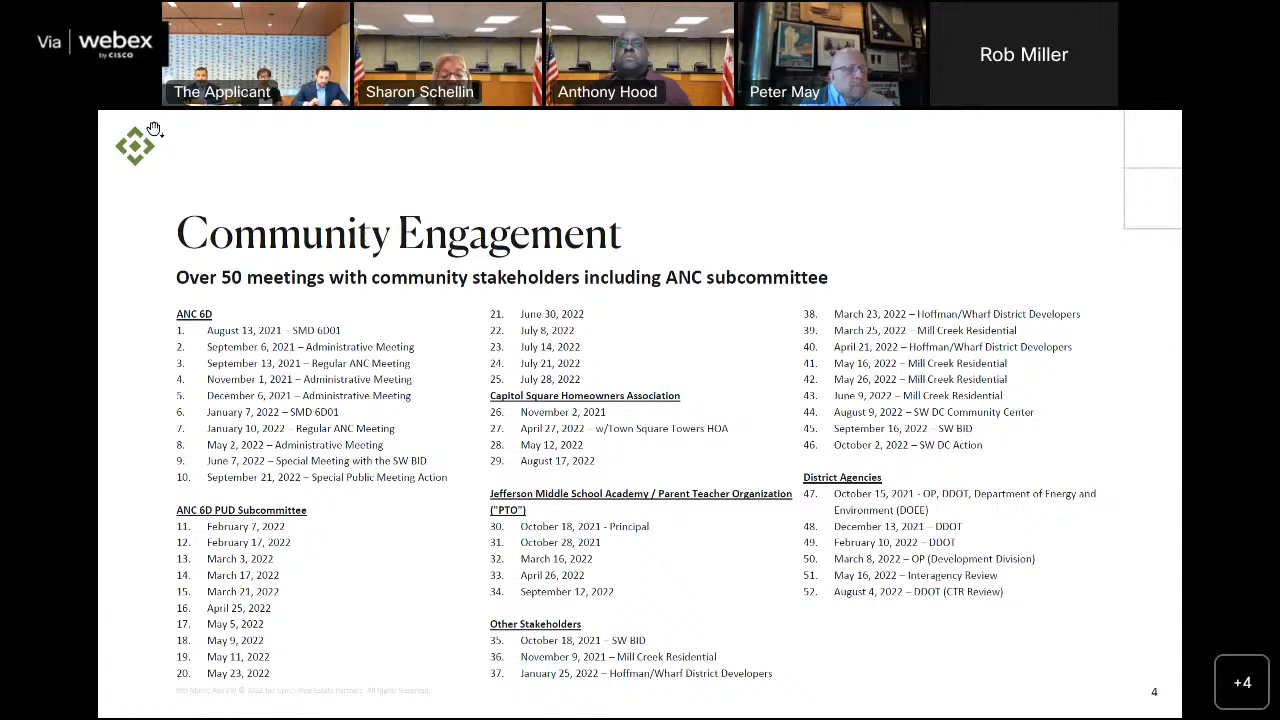 Via | webex
by CISCO
The Applicant
Sharon Schellin
Anthony Hood
Peter May
Rob Miller
Community Engagement
Over 50 meetings with community stakeholders including ANC subcommittee
ANC 6D
1. August 13, 2021 – SMD 6D01
2. September 6, 2021 – Administrative Meeting
3. September 13, 2021 – Regular ANC Meeting
4. November 1, 2021 – Administrative Meeting
5. December 6, 2021 – Administrative Meeting
6. January 7, 2022 – SMD 6D01
7. January 10, 2022 – Regular ANC Meeting
8. May 2, 2022 – Administrative Meeting
9. June 7, 2022 – Special Meeting with the SW BID
10. September 21, 2022 – Special Public Meeting Action
ANC 6D PUD Subcommittee
11. February 7, 2022
12. February 17, 2022
13. March 3, 2022
14. March 17, 2022
15. March 21, 2022
16. April 25, 2022
17. May 5, 2022
18. May 9, 2022
19. May 11, 2022
20. May 23, 2022
21. June 30, 2022
22. July 8, 2022
23. July 14, 2022
24. July 21, 2022
25. July 28, 2022
Capitol Square Homeowners Association
26. November 2, 2021
27. April 27, 2022 – w/Town Square Towers HOA
28. May 12, 2022
29. August 17, 2022
Jefferson Middle School Academy / Parent Teacher Organization
("PTO")
30. October 18, 2021 - Principal
31. October 28, 2021
32. March 16, 2022
33. April 26, 2022
34. September 12, 2022
Other Stakeholders
35. October 18, 2021 – SW BID
36. November 9, 2021 – Mill Creek Residential
37. January 25, 2022 – Hoffman/Wharf District Developers
38. March 23, 2022 – Hoffman/Wharf District Developers
39. March 25, 2022 – Mill Creek Residential
40. April 21, 2022 – Hoffman/Wharf District Developers
41. May 16, 2022 – Mill Creek Residential
42. May 26, 2022 – Mill Creek Residential
43. June 9, 2022 – Mill Creek Residential
44. August 9, 2022 – SW DC Community Center
45. September 16, 2022 – SW BID
46. October 2, 2022 – SW DC Action
District Agencies
47. October 15, 2021 - OP, DDOT, Department of Energy and
Environment (DOEE)
48. December 13, 2021 – DDOT
49. February 10, 2022 – DDOT
50. March 8, 2022 – OP (Development Division)
51. May 16, 2022 – Interagency Review
52. August 4, 2022 – DDOT (CTR Review)
Real Estate Partners. All Rights Reserved.
4
+4